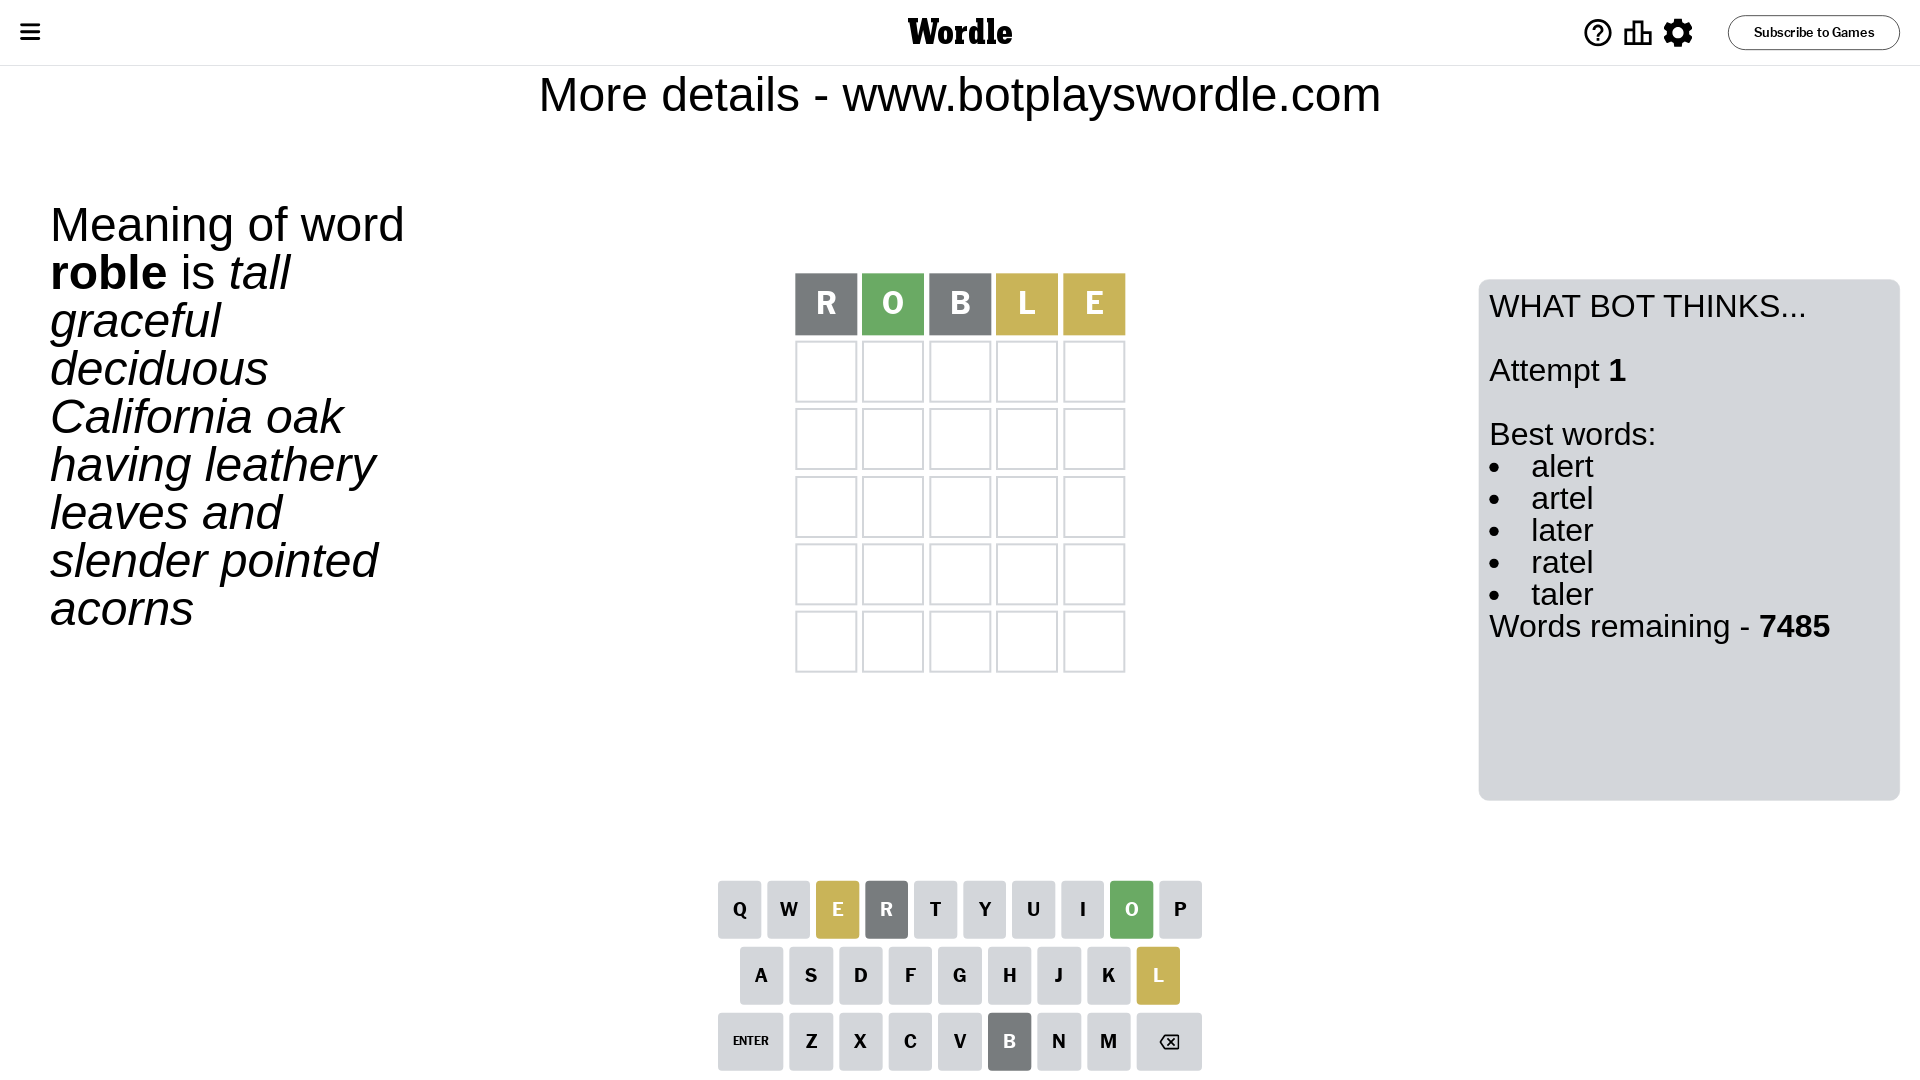 Wordle
Subscribe to Games
More details - www.botplayswordle.com
Meaning of word
roble is tall
graceful
deciduous
California oak
having leathery
leaves and
slender pointed
acorns
R O B L E
WHAT BOT THINKS...
Attempt 1
Best words:
• alert
• artel
• later
• ratel
• taler
Words remaining - 7485
Q W E R T Y U I O P
A S D F G H J K L
ENTER Z X C V B N M